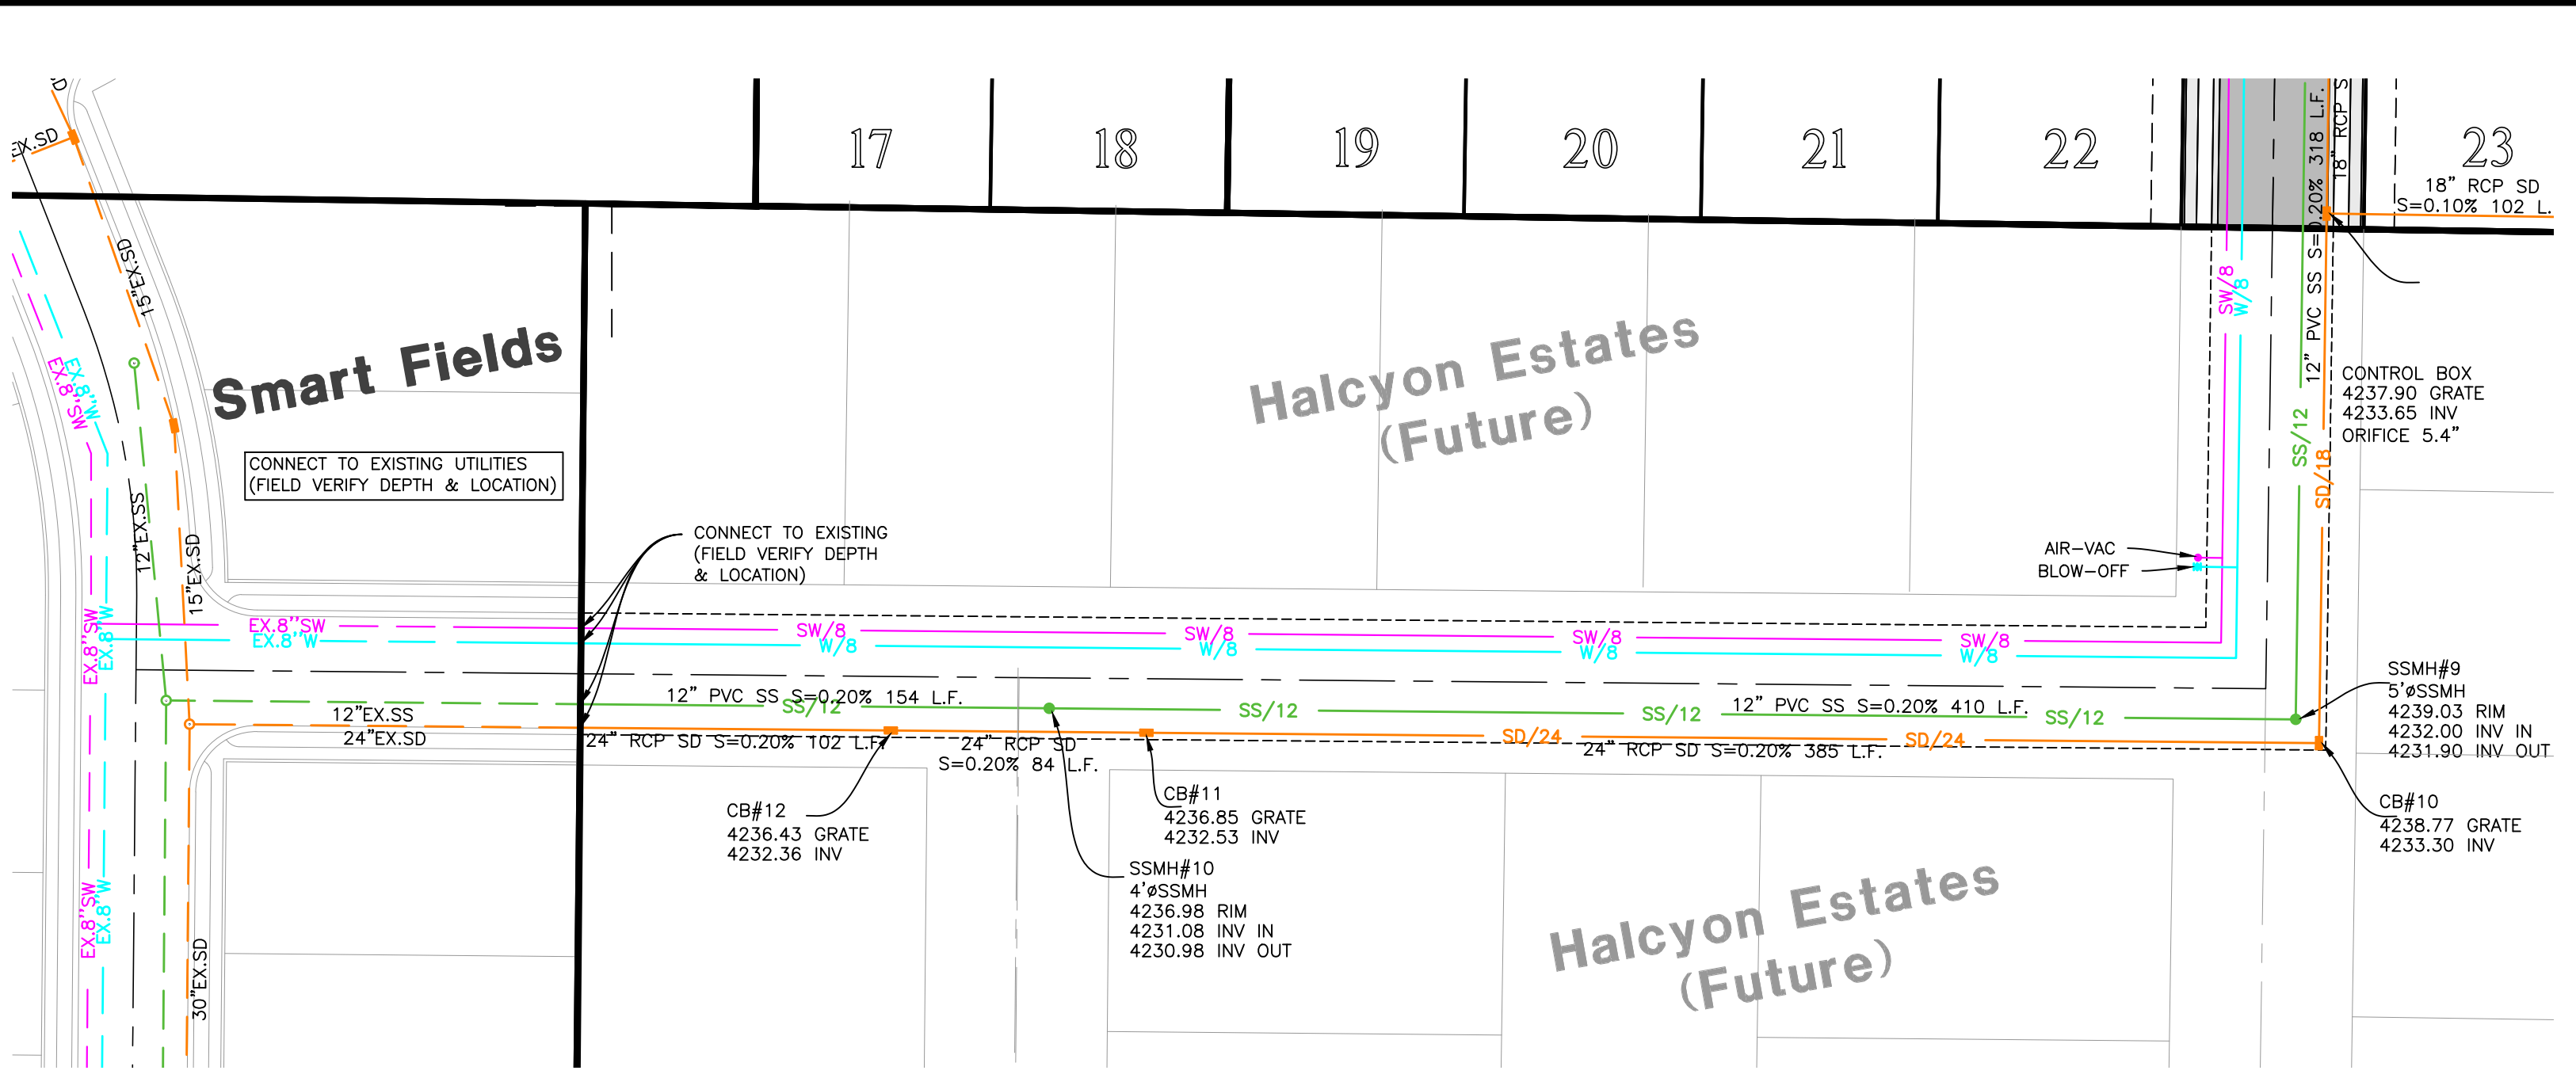 SD
EX.SD
17
18
19
20
21
22
23
18" RCP SD
S=0.10% 102 L.
12" PVC SS S=0.20% 318 L.F.
18" RCP S
15"EX.SD
SW/8
W/8
Smart Fields
Halcyon Estates
(Future)
EX.8"SW
EX.8"W
CONNECT TO EXISTING UTILITIES
(FIELD VERIFY DEPTH & LOCATION)
CONTROL BOX
4237.90 GRATE
4233.65 INV
ORIFICE 5.4"
SS/12
SD/18
12"EX.SS
15"EX.SD
CONNECT TO EXISTING
(FIELD VERIFY DEPTH
& LOCATION)
AIR-VAC
BLOW-OFF
EX.8"SW
EX.8"W
EX.8"SW
EX.8"W
SW/8
W/8
SW/8
W/8
SW/8
W/8
SW/8
W/8
12" PVC SS S=0.20% 154 L.F.
SS/12
SS/12
SS/12
12" PVC SS S=0.20% 410 L.F.
SS/12
12"EX.SS
24"EX.SD
24" RCP SD S=0.20% 102 L.F.
24" RCP SD
S=0.20% 84 L.F.
SD/24
24" RCP SD S=0.20% 385 L.F.
SD/24
SSMH#9
5'øSSMH
4239.03 RIM
4232.00 INV IN
4231.90 INV OUT
CB#12
4236.43 GRATE
4232.36 INV
CB#11
4236.85 GRATE
4232.53 INV
CB#10
4238.77 GRATE
4233.30 INV
SSMH#10
4'øSSMH
4236.98 RIM
4231.08 INV IN
4230.98 INV OUT
EX.8"SW
EX.8"W
30"EX.SD
Halcyon Estates
(Future)